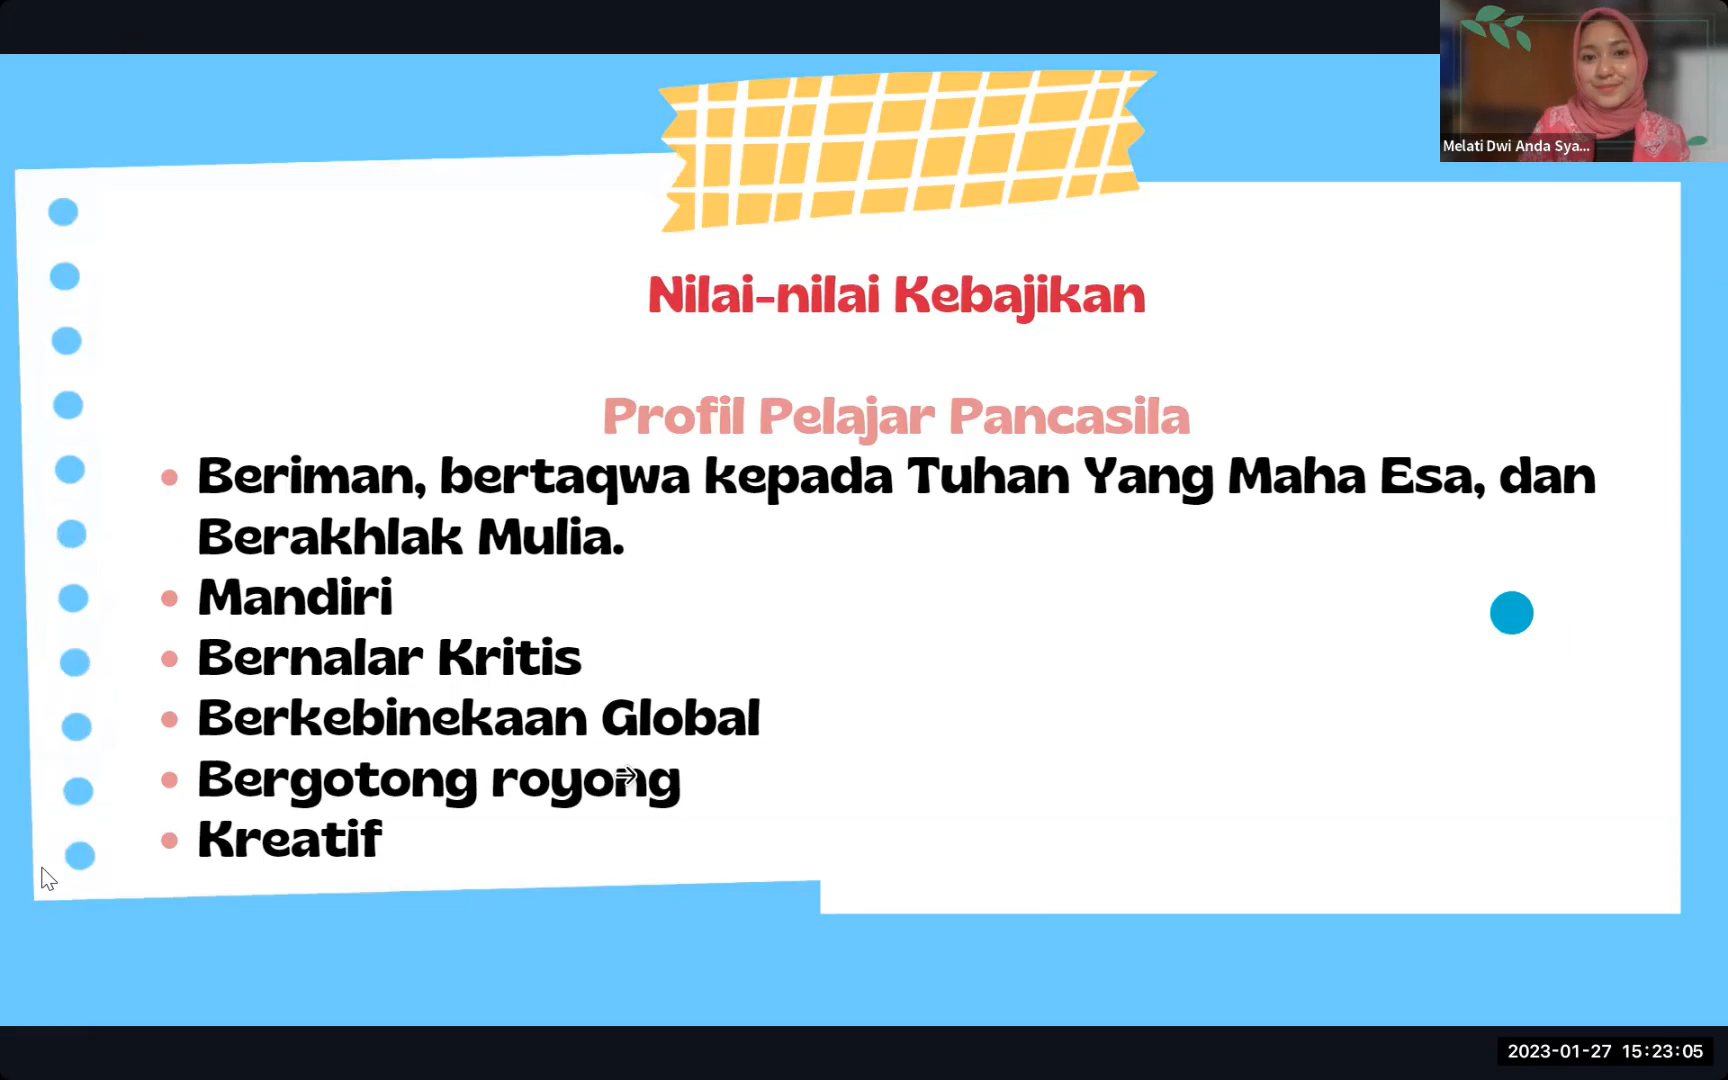 Melati Dwi Anda Sya...
Nilai-nilai Kebajikan
Profil Pelajar Pancasila
Beriman, bertaqwa kepada Tuhan Yang Maha Esa, dan
Berakhlak Mulia.
Mandiri
Bernalar Kritis
Berkebinekaan Global
Bergotong royong
Kreatif
2023-01-27 15:23:05